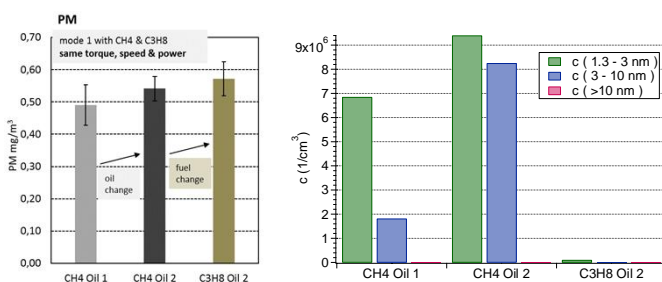 PM
mode 1 with CH4 & C3H8
same torque, speed & power
0,70
0,60
0,50
0,40
0,30
0,20
0,10
0,00
PM mg/m³
oil
change
fuel
change
CH4 Oil 1
CH4 Oil 2
C3H8 Oil 2
9x10⁶
8
7
6
5
4
3
2
1
0
c (1/cm³)
c ( 1.3 - 3 nm )
c ( 3 - 10 nm )
c ( >10 nm )
CH4 Oil 1
CH4 Oil 2
C3H8 Oil 2